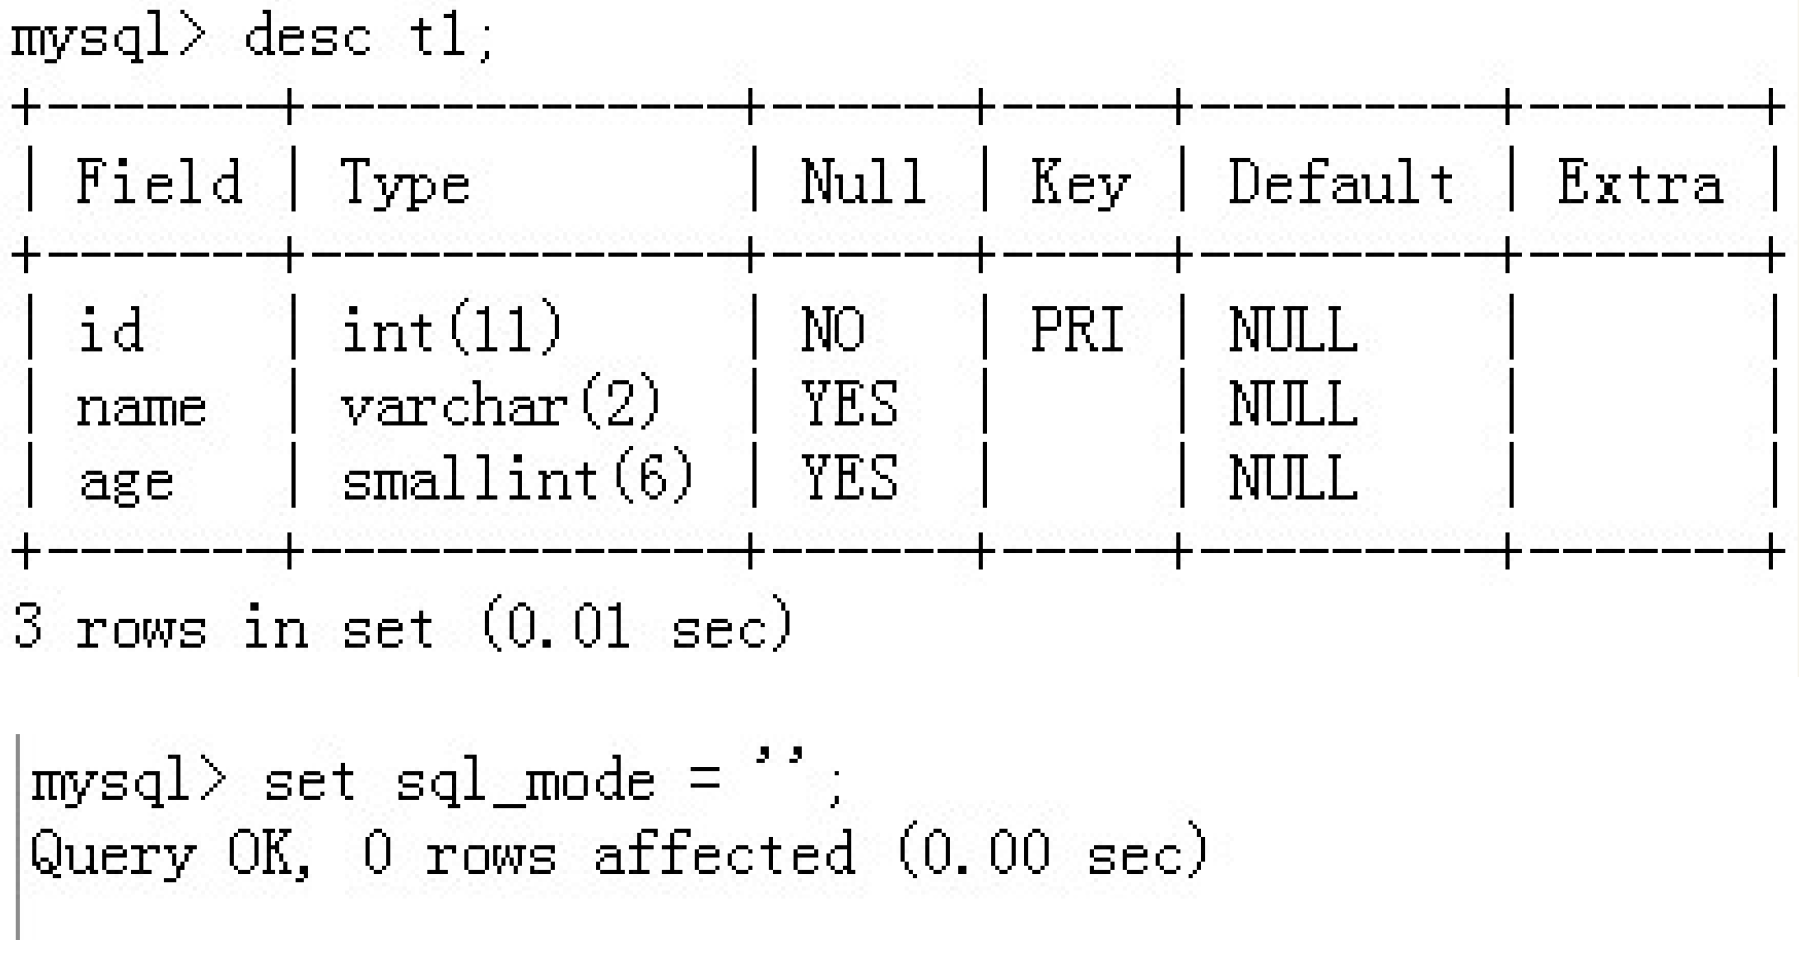 mysql> desc t1;
+-------+-------------+------+-----+---------+-------+
| Field | Type        | Null | Key | Default | Extra |
+-------+-------------+------+-----+---------+-------+
| id    | int(11)     | NO   | PRI | NULL    |       |
| name  | varchar(2)  | YES  |     | NULL    |       |
| age   | smallint(6) | YES  |     | NULL    |       |
+-------+-------------+------+-----+---------+-------+
3 rows in set (0.01 sec)
mysql> set sql_mode = '';
Query OK, 0 rows affected (0.00 sec)